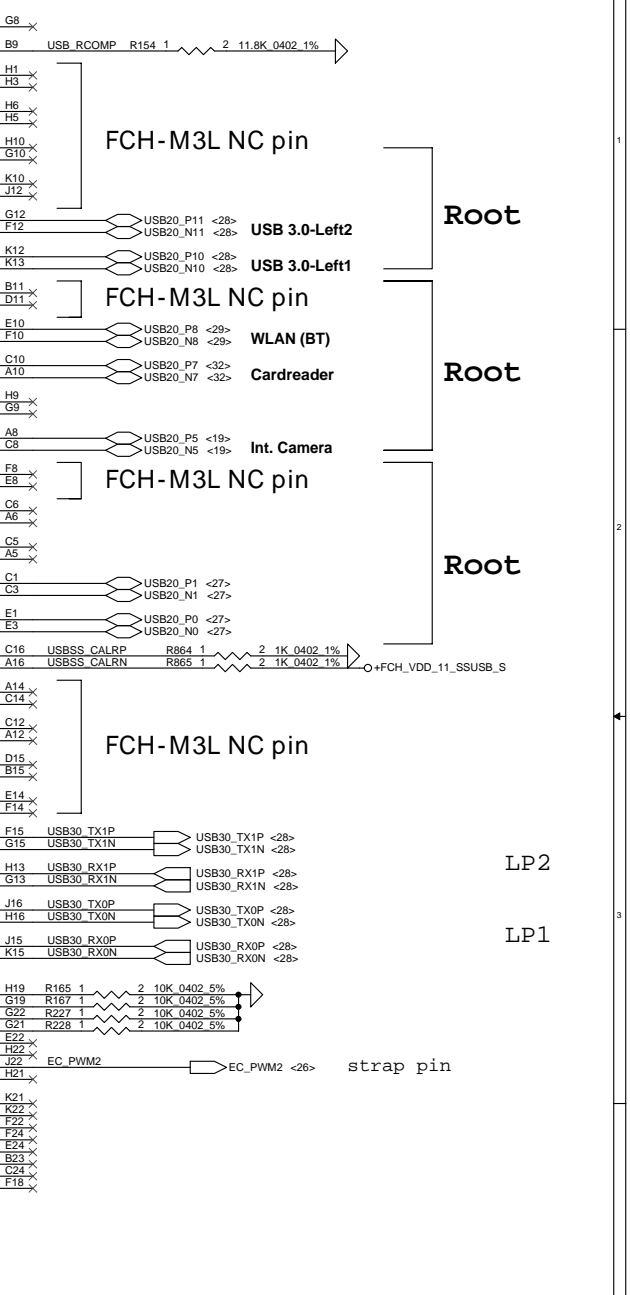 G8
B9 USB_RCOMP R154 1 2 11.8K_0402_1%
H1
H3
H6
H5
H10 FCH-M3L NC pin 1
G10
K10
J12
Root
G12 USB20_P11 <28>
F12 USB20_N11 <28> USB 3.0-Left2
K12 USB20_P10 <28>
K13 USB20_N10 <28> USB 3.0-Left1
B11 FCH-M3L NC pin
D11
E10 USB20_P8 <29>
F10 USB20_N8 <29> WLAN (BT)
C10 USB20_P7 <32> Root
A10 USB20_N7 <32> Cardreader
H9
G9
A8 USB20_P5 <19>
C8 USB20_N5 <19> Int. Camera
F8 FCH-M3L NC pin
E8
C6
A6
2
C5
A5
Root
C1 USB20_P1 <27>
C3 USB20_N1 <27>
E1 USB20_P0 <27>
E3 USB20_N0 <27>
C16 USBSS_CALRP R864 1 2 1K_0402_1%
A16 USBSS_CALRN R865 1 2 1K_0402_1% +FCH_VDD_11_SSUSB_S
A14
C14
C12
A12
FCH-M3L NC pin
D15
B15
E14
F14
F15 USB30_TX1P USB30_TX1P <28>
G15 USB30_TX1N USB30_TX1N <28>
LP2
H13 USB30_RX1P USB30_RX1P <28>
G13 USB30_RX1N USB30_RX1N <28>
J16 USB30_TX0P USB30_TX0P <28>
H16 USB30_TX0N USB30_TX0N <28> 3
LP1
J15 USB30_RX0P USB30_RX0P <28>
K15 USB30_RX0N USB30_RX0N <28>
H19 R165 1 2 10K_0402_5%
G19 R167 1 2 10K_0402_5%
G22 R227 1 2 10K_0402_5%
G21 R228 1 2 10K_0402_5%
E22
H22
J22 EC_PWM2 EC_PWM2 <26> strap pin
H21
K21
K22
F22
F24
E24
B23
C24
F18